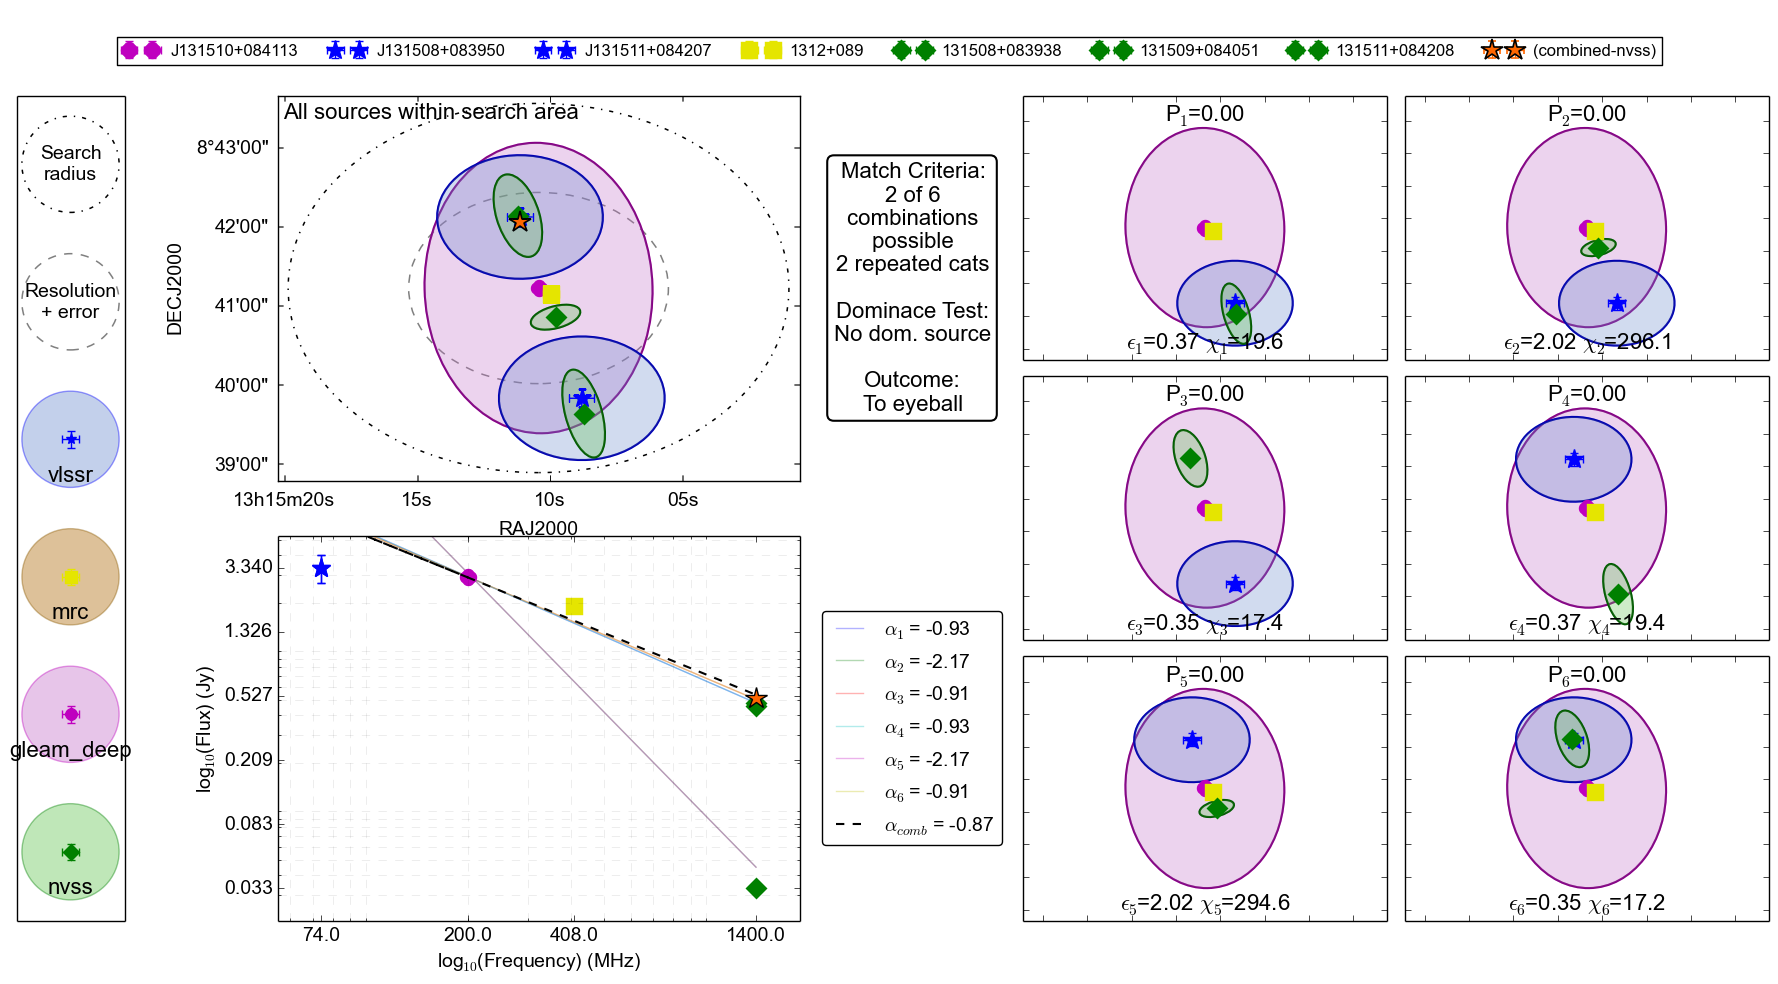 J131510+084113 J131508+083950 J131511+084207 1312+089 131508+083938 131509+084051 131511+084208 (combined-nvss)
Search
radius
Resolution
+ error
vlssr
mrc
gleam_deep
nvss
All sources within search area
DECJ2000
8°43'00"
42'00"
41'00"
40'00"
39'00"
13h15m20s 15s 10s 05s
RAJ2000
log10(Flux) (Jy)
3.340
1.326
0.527
0.209
0.083
0.033
74.0 200.0 408.0 1400.0
log10(Frequency) (MHz)
Match Criteria:
2 of 6
combinations
possible
2 repeated cats
Dominace Test:
No dom. source
Outcome:
To eyeball
α1 = -0.93
α2 = -2.17
α3 = -0.91
α4 = -0.93
α5 = -2.17
α6 = -0.91
αcomb = -0.87
P1=0.00
ϵ1=0.37 χ1=19.6
P2=0.00
ϵ2=2.02 χ2=296.1
P3=0.00
ϵ3=0.35 χ3=17.4
P4=0.00
ϵ4=0.37 χ4=19.4
P5=0.00
ϵ5=2.02 χ5=294.6
P6=0.00
ϵ6=0.35 χ6=17.2